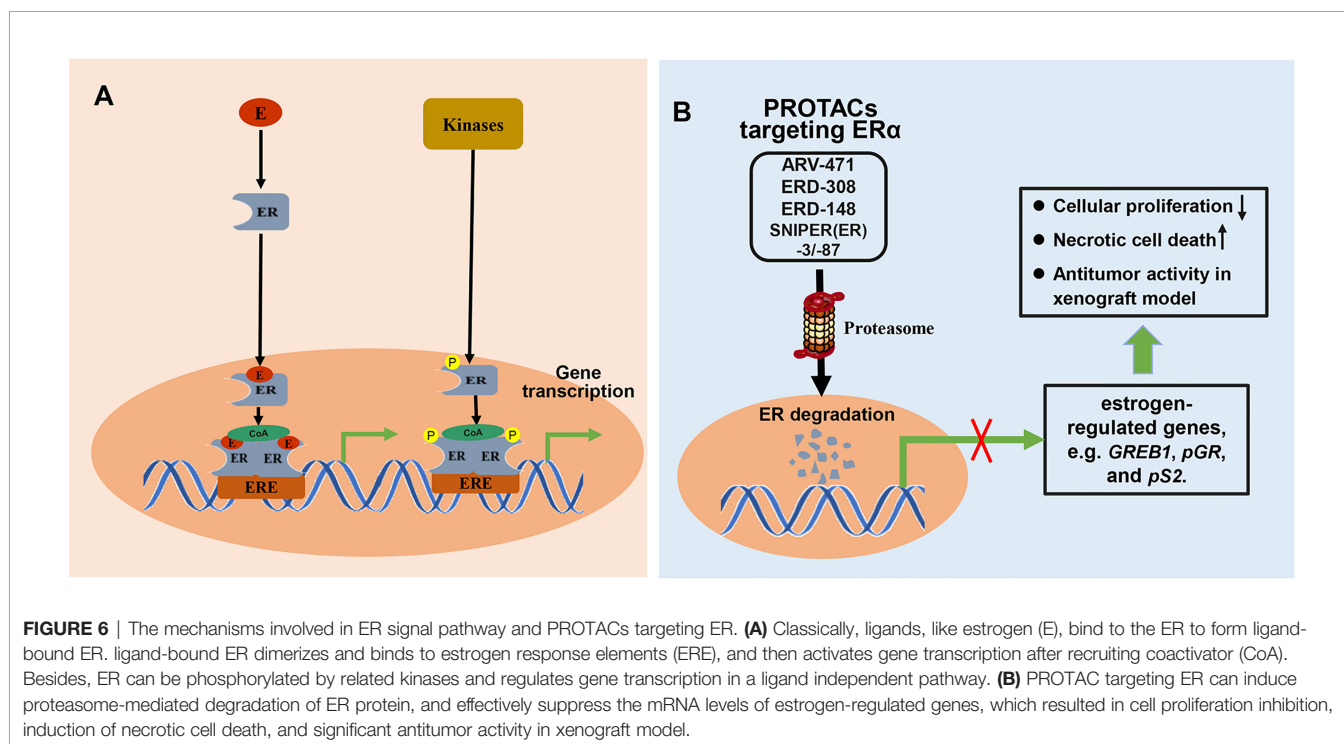 A
E
Kinases
ER
P
E
ER
ER
Gene
transcription
CoA
E
E
ER
ER
ERE
CoA
P
P
ER
ER
ERE
B
PROTACs
targeting ERα
ARV-471
ERD-308
ERD-148
SNIPER(ER)
-3/-87
Proteasome
ER degradation
● Cellular proliferation↓
● Necrotic cell death↑
● Antitumor activity in
xenograft model
estrogen-
regulated genes,
e.g. GREB1, pGR,
and pS2.
FIGURE 6 | The mechanisms involved in ER signal pathway and PROTACs targeting ER. (A) Classically, ligands, like estrogen (E), bind to the ER to form ligand-
bound ER. ligand-bound ER dimerizes and binds to estrogen response elements (ERE), and then activates gene transcription after recruiting coactivator (CoA).
Besides, ER can be phosphorylated by related kinases and regulates gene transcription in a ligand independent pathway. (B) PROTAC targeting ER can induce
proteasome-mediated degradation of ER protein, and effectively suppress the mRNA levels of estrogen-regulated genes, which resulted in cell proliferation inhibition,
induction of necrotic cell death, and significant antitumor activity in xenograft model.